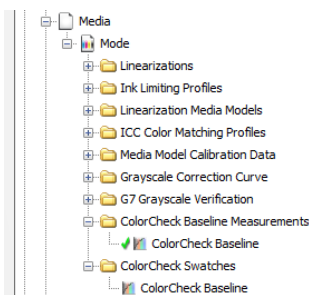 Media
Mode
Linearizations
Ink Limiting Profiles
Linearization Media Models
ICC Color Matching Profiles
Media Model Calibration Data
Grayscale Correction Curve
G7 Grayscale Verification
ColorCheck Baseline Measurements
ColorCheck Baseline
ColorCheck Swatches
ColorCheck Baseline